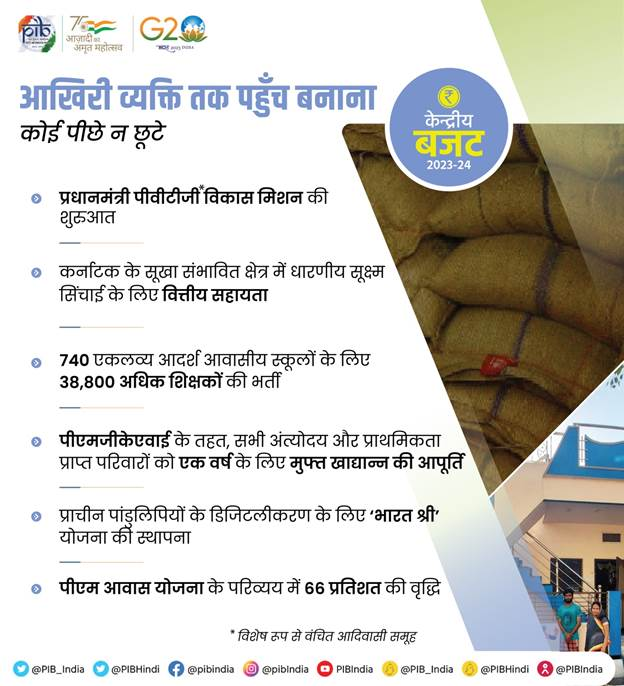 pib
75
आज़ादी का
अमृत महोत्सव
G20
भारत 2023 INDIA
आखिरी व्यक्ति तक पहुँच बनाना
कोई पीछे न छूटे
₹
केन्द्रीय
बजट
2023-24
प्रधानमंत्री पीवीटीजी*विकास मिशन की
शुरुआत
कर्नाटक के सूखा संभावित क्षेत्र में धारणीय सूक्ष्म
सिंचाई के लिए वित्तीय सहायता
740 एकलव्य आदर्श आवासीय स्कूलों के लिए
38,800 अधिक शिक्षकों की भर्ती
पीएमजीकेएवाई के तहत, सभी अंत्योदय और प्राथमिकता
प्राप्त परिवारों को एक वर्ष के लिए मुफ्त खाद्यान्न की आपूर्ति
प्राचीन पांडुलिपियों के डिजिटलीकरण के लिए ‘भारत श्री’
योजना की स्थापना
पीएम आवास योजना के परिव्यय में 66 प्रतिशत की वृद्धि
* विशेष रूप से वंचित आदिवासी समूह
@PIB_India @PIBHindi @pibindia @pibIndia PIBIndia @PIB_India @PIBHindi @PIBIndia